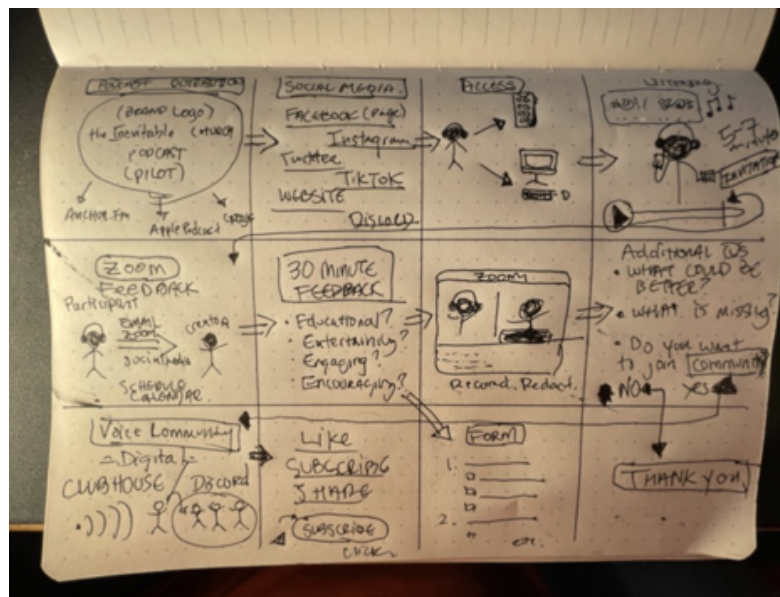 PODCAST DISTRIBUTION
(BRAND LOGO)
the Inevitable CHURCH
PODCAST
(PILOT)
ANCHOR.FM
Apple Podcast
Google
SOCIAL MEDIA
FACEBOOK (Page)
Instagram
Twitter
TikTok
WEBSITE
DISCORD
ACCESS
Listening
5-7
minute
INVITATION
ZOOM
FEEDBACK
Participant
EMAIL
ZOOM
Social Media
creator
SCHEDULE
CALENDAR
30 MINUTE
FEEDBACK
• Educational?
• Entertaining?
• Engaging?
• Encouraging?
ZOOM
Record. Redact.
Additional QS
• WHAT COULD BE
BETTER?
• WHAT IS MISSING?
• Do you want
to join community
NO
Yes
Voice Community
Digital
CLUBHOUSE
Discord
Like
SUBSCRIBE
SHARE
SUBSCRIBE
CLICK
FORM
1.
2.
etc.
THANK YOU